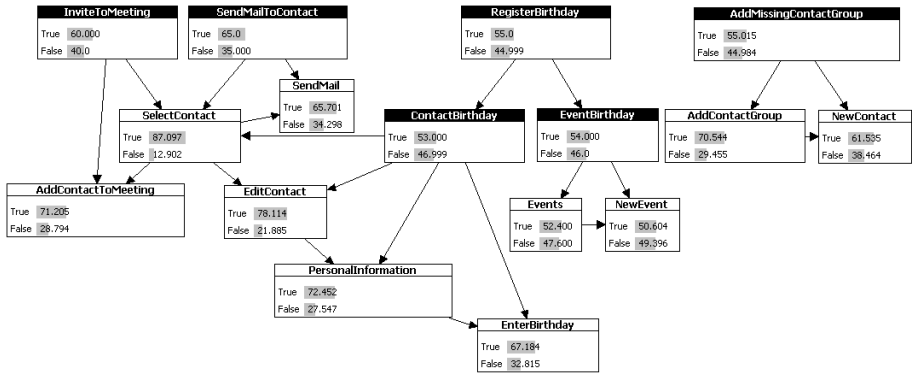 InviteToMeeting
True 60.000
False 40.0
SendMailToContact
True 65.0
False 35.000
RegisterBirthday
True 55.0
False 44.999
AddMissingContactGroup
True 55.015
False 44.984
SendMail
True 65.701
False 34.298
SelectContact
True 87.097
False 12.902
ContactBirthday
True 53.000
False 46.999
EventBirthday
True 54.000
False 46.0
AddContactGroup
True 70.544
False 29.455
NewContact
True 61.535
False 38.464
AddContactToMeeting
True 71.205
False 28.794
EditContact
True 78.114
False 21.885
Events
True 52.400
False 47.600
NewEvent
True 50.604
False 49.396
PersonalInformation
True 72.452
False 27.547
EnterBirthday
True 67.184
False 32.815